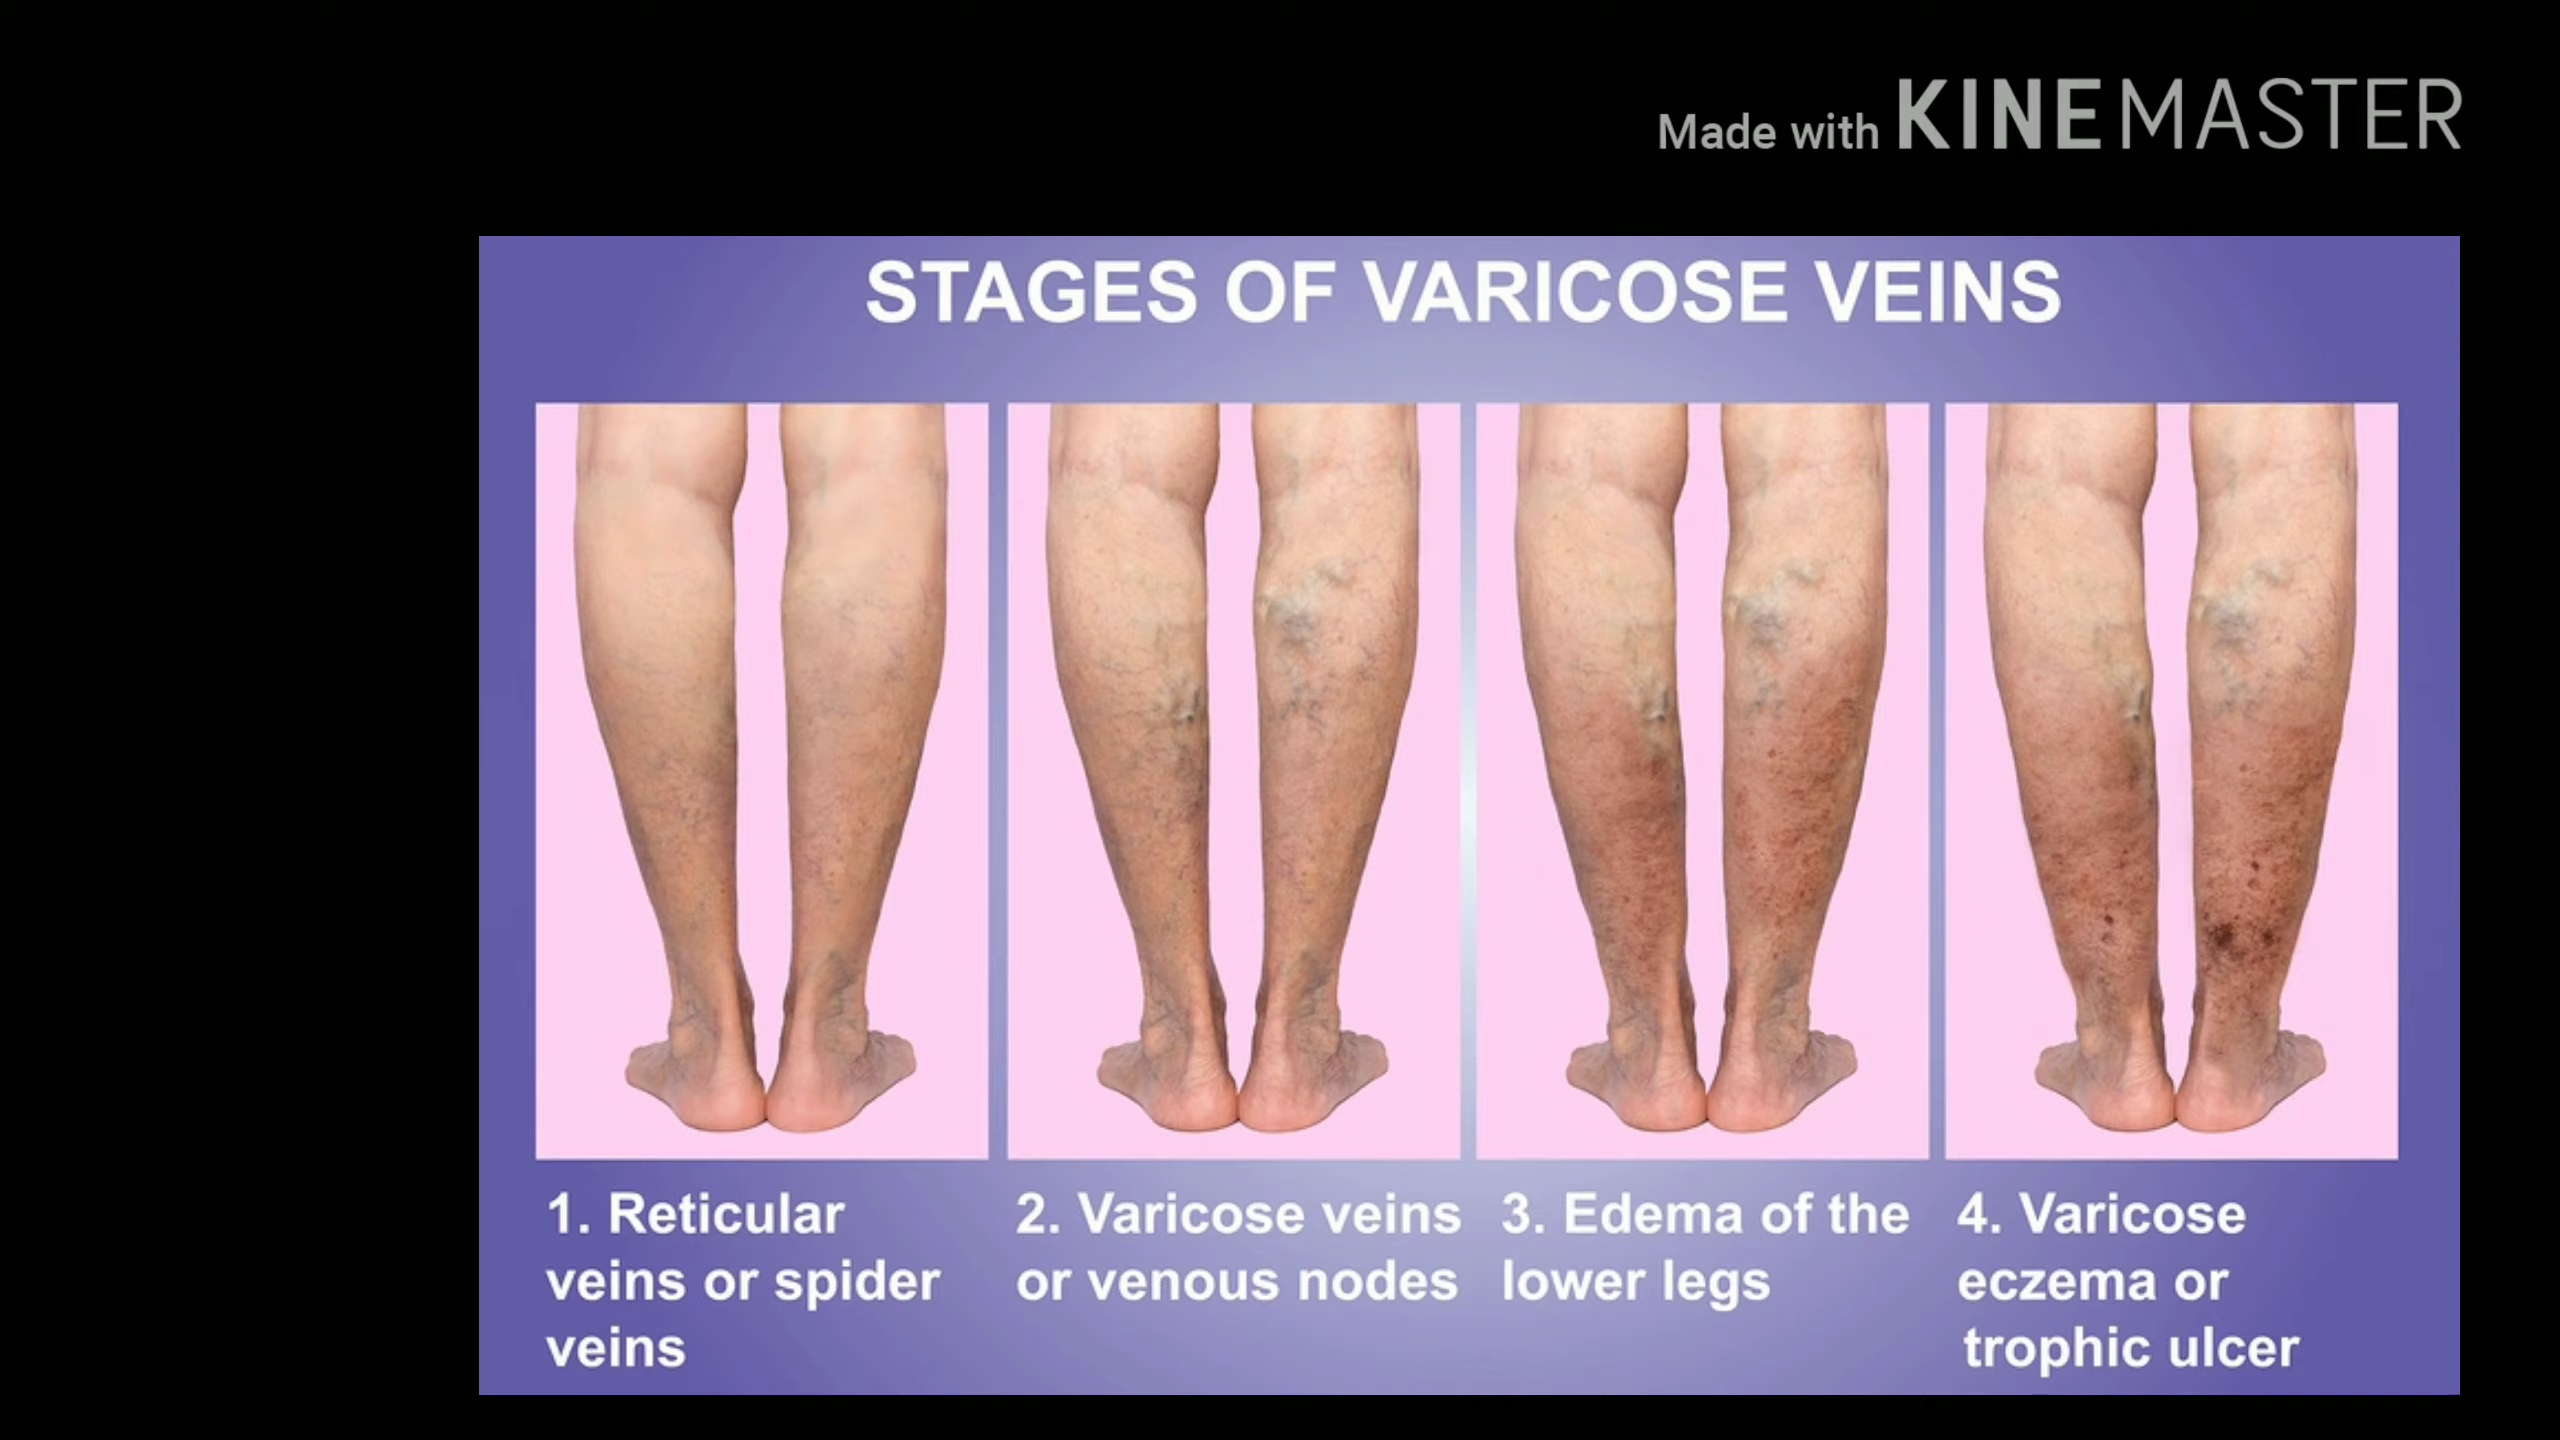 Made with KINEMASTER
STAGES OF VARICOSE VEINS
1. Reticular
veins or spider
veins
2. Varicose veins
or venous nodes
3. Edema of the
lower legs
4. Varicose
eczema or
trophic ulcer